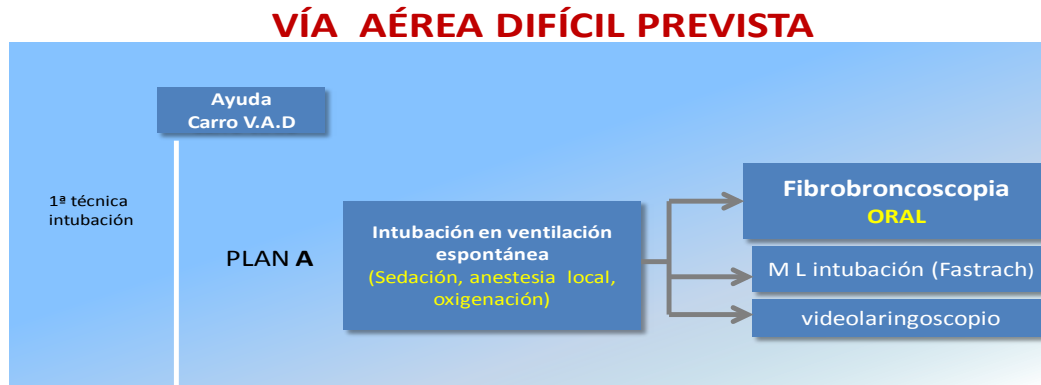 VÍA AÉREA DIFÍCIL PREVISTA
Ayuda
Carro V.A.D
1ª técnica
intubación
PLAN A
Intubación en ventilación
espontánea
(Sedación, anestesia local,
oxigenación)
Fibrobroncoscopia
ORAL
M L intubación (Fastrach)
videolaringoscopio